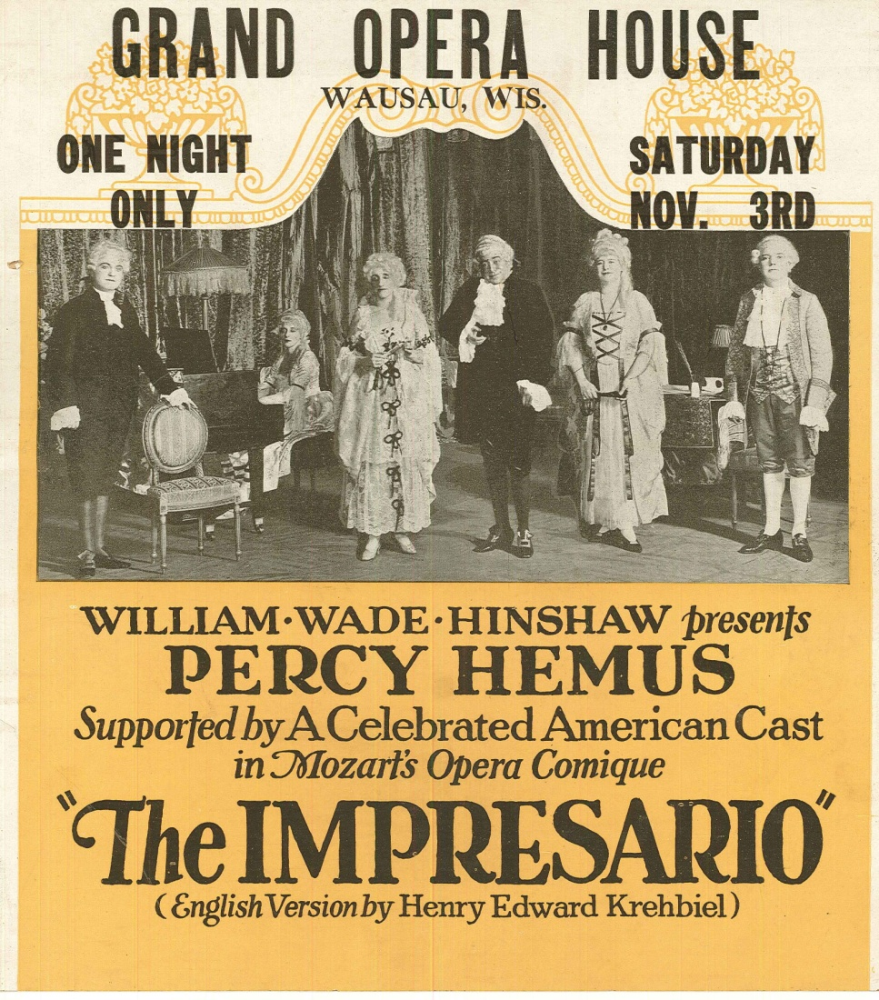 GRAND OPERA HOUSE
WAUSAU, WIS.
ONE NIGHT
ONLY
SATURDAY
NOV. 3RD
WILLIAM·WADE·HINSHAW presents
PERCY HEMUS
Supported by A Celebrated American Cast
in Mozart's Opera Comique
"The IMPRESARIO"
(English Version by Henry Edward Krehbiel)